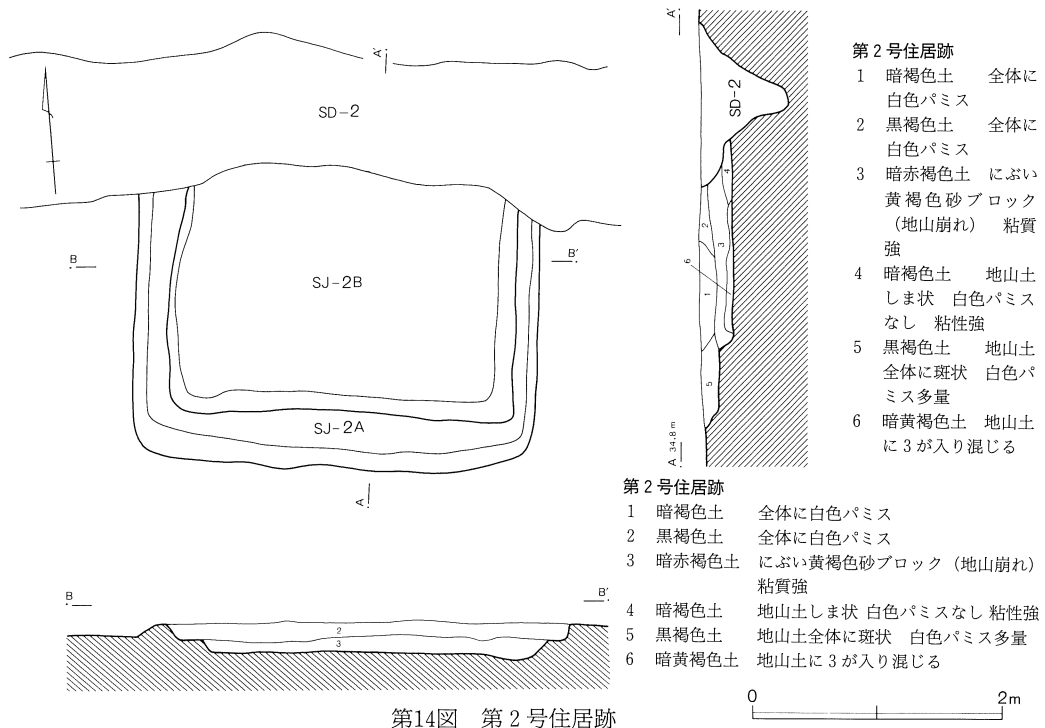 A'
SD-2
B
B'
SJ-2B
SJ-2A
A
A'
SD-2
4
2
3
6
1
5
A 34.8m
第2号住居跡
1 暗褐色土 全体に
白色パミス
2 黒褐色土 全体に
白色パミス
3 暗赤褐色土 にぶい
黄褐色砂ブロック
(地山崩れ) 粘質
強
4 暗褐色土 地山土
しま状 白色パミス
なし 粘性強
5 黒褐色土 地山土
全体に斑状 白色パ
ミス多量
6 暗黄褐色土 地山土
に3が入り混じる
第2号住居跡
1 暗褐色土 全体に白色パミス
2 黒褐色土 全体に白色パミス
3 暗赤褐色土 にぶい黄褐色砂ブロック(地山崩れ)
粘質強
4 暗褐色土 地山土しま状 白色パミスなし 粘性強
5 黒褐色土 地山土全体に斑状 白色パミス多量
6 暗黄褐色土 地山土に3が入り混じる
B
B'
2
3
0 2m
第14図 第2号住居跡